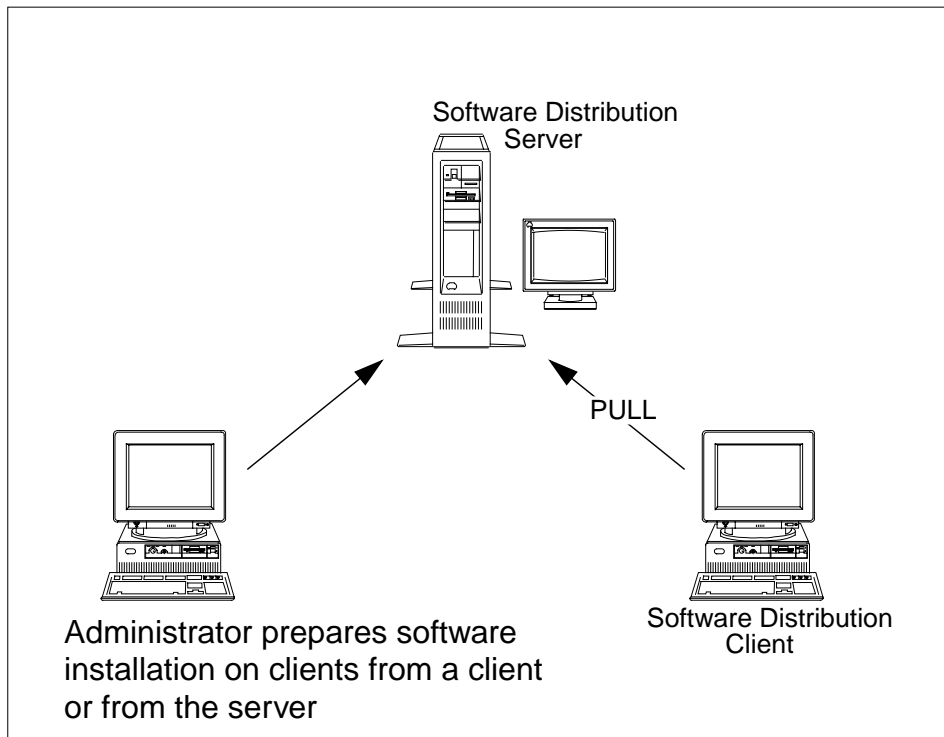 Software Distribution
Server
PULL
Administrator prepares software
installation on clients from a client
or from the server
Software Distribution
Client